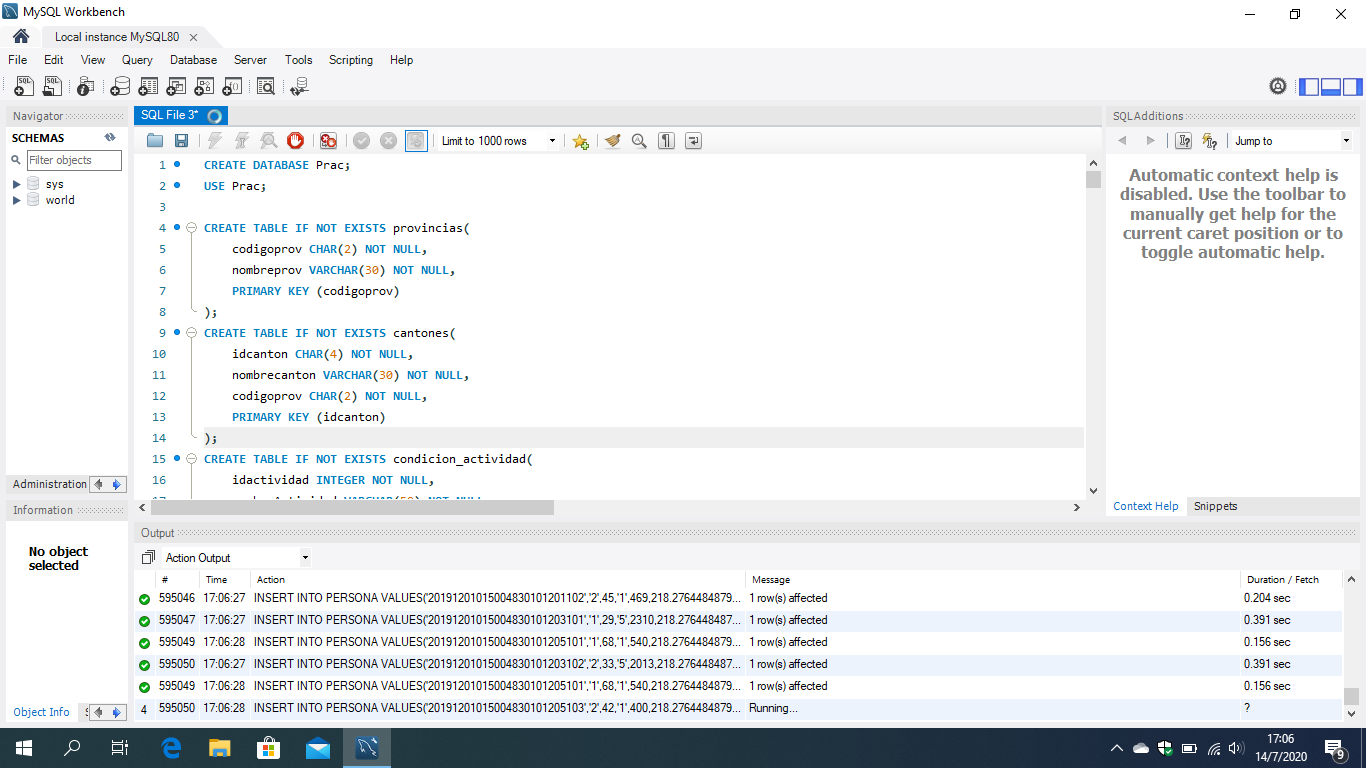 MySQL Workbench
Local instance MySQL80
File Edit View Query Database Server Tools Scripting Help
Navigator
SCHEMAS
Filter objects
sys
world
Administration
Information
No object
selected
Object Info
SQL File 3*
Limit to 1000 rows
1 CREATE DATABASE Prac;
2 USE Prac;
3
4 CREATE TABLE IF NOT EXISTS provincias(
5 codigoprov CHAR(2) NOT NULL,
6 nombreprov VARCHAR(30) NOT NULL,
7 PRIMARY KEY (codigoprov)
8 );
9 CREATE TABLE IF NOT EXISTS cantones(
10 idcanton CHAR(4) NOT NULL,
11 nombrecanton VARCHAR(30) NOT NULL,
12 codigoprov CHAR(2) NOT NULL,
13 PRIMARY KEY (idcanton)
14 );
15 CREATE TABLE IF NOT EXISTS condicion_actividad(
16 idactividad INTEGER NOT NULL,
SQLAdditions
Jump to
Automatic context help is
disabled. Use the toolbar to
manually get help for the
current caret position or to
toggle automatic help.
Context Help Snippets
Output
Action Output
# Time Action Message Duration / Fetch
595046 17:06:27 INSERT INTO PERSONA VALUES('20191201015004830101201102','2',45,'1',469,218.2764484879... 1 row(s) affected 0.204 sec
595047 17:06:27 INSERT INTO PERSONA VALUES('20191201015004830101203101','1',29,'5',2310,218.276448487... 1 row(s) affected 0.391 sec
595049 17:06:28 INSERT INTO PERSONA VALUES('20191201015004830101205101','1',68,'1',540,218.2764484879... 1 row(s) affected 0.156 sec
595050 17:06:27 INSERT INTO PERSONA VALUES('20191201015004830101203102','2',33,'5',2013,218.276448487... 1 row(s) affected 0.391 sec
595049 17:06:28 INSERT INTO PERSONA VALUES('20191201015004830101205101','1',68,'1',540,218.2764484879... 1 row(s) affected 0.156 sec
4 595050 17:06:28 INSERT INTO PERSONA VALUES('20191201015004830101205103','2',42,'1',400,218.2764484879... Running... ?
17:06
14/7/2020
9